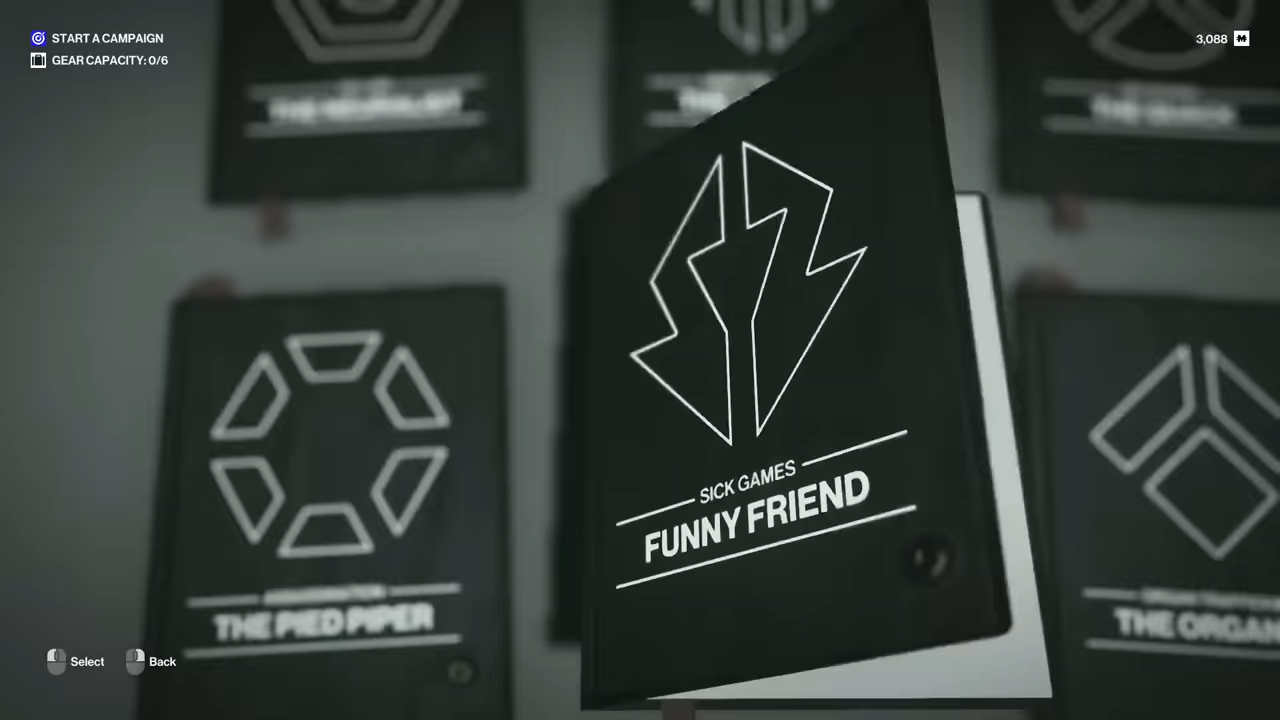 START A CAMPAIGN
GEAR CAPACITY: 0/6
3,088
THE
SICK GAMES
FUNNY FRIEND
THE PIED PIPER
THE ORGAN
Select
Back